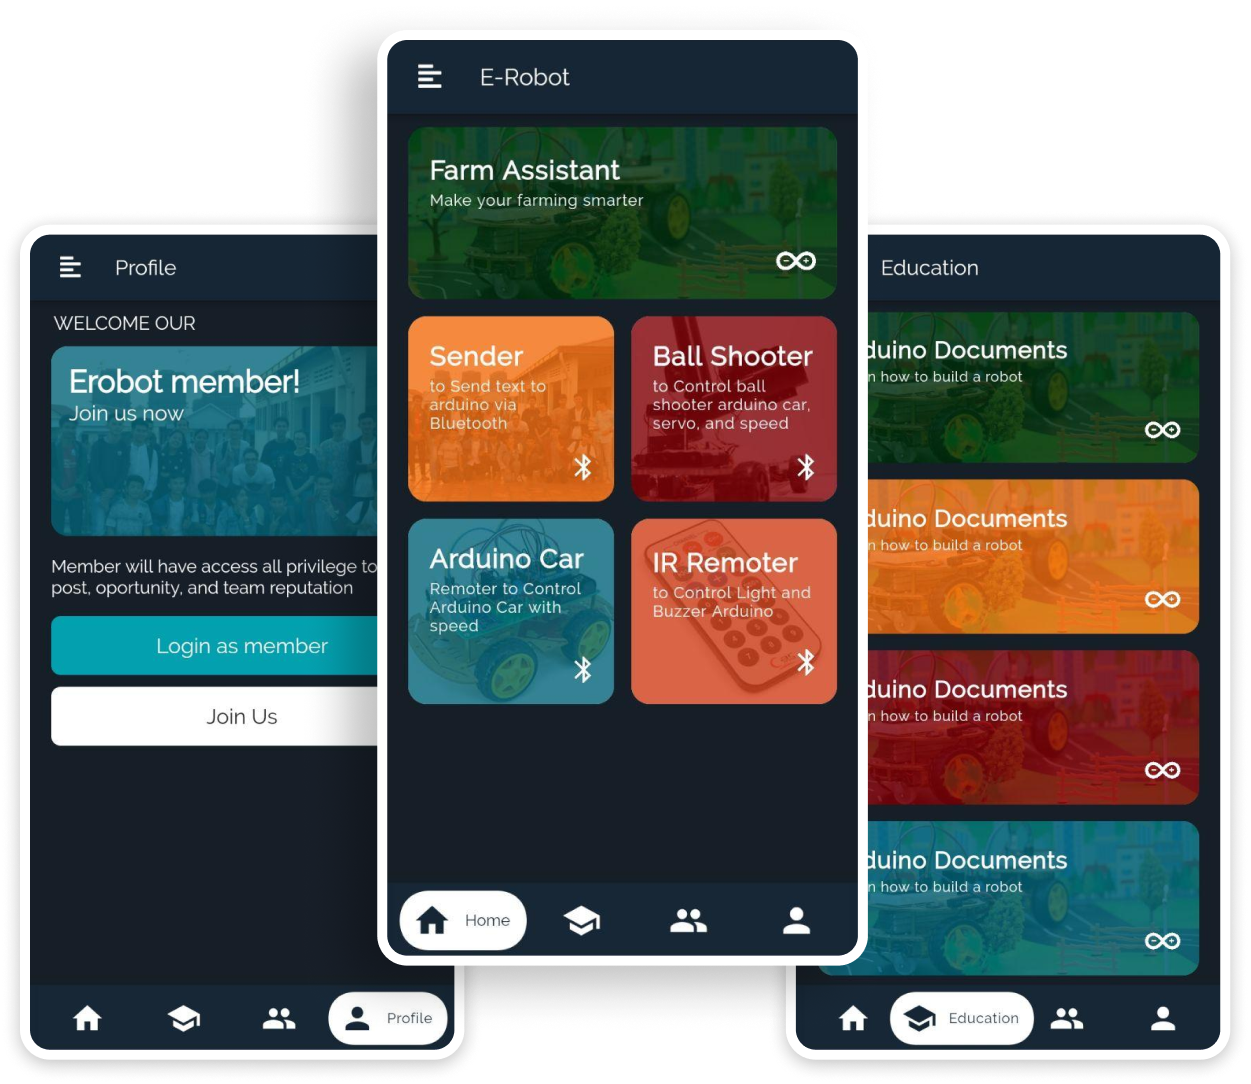 Profile
WELCOME OUR
Erobot member!
Join us now
Member will have access all privilege to
post, oportunity, and team reputation
Login as member
Join Us
Profile
E-Robot
Farm Assistant
Make your farming smarter
Sender
to Send text to
arduino via
Bluetooth
Ball Shooter
to Control ball
shooter arduino car,
servo, and speed
Arduino Car
Remoter to Control
Arduino Car with
speed
IR Remoter
to Control Light and
Buzzer Arduino
Home
Education
duino Documents
n how to build a robot
duino Documents
n how to build a robot
duino Documents
n how to build a robot
duino Documents
n how to build a robot
Education